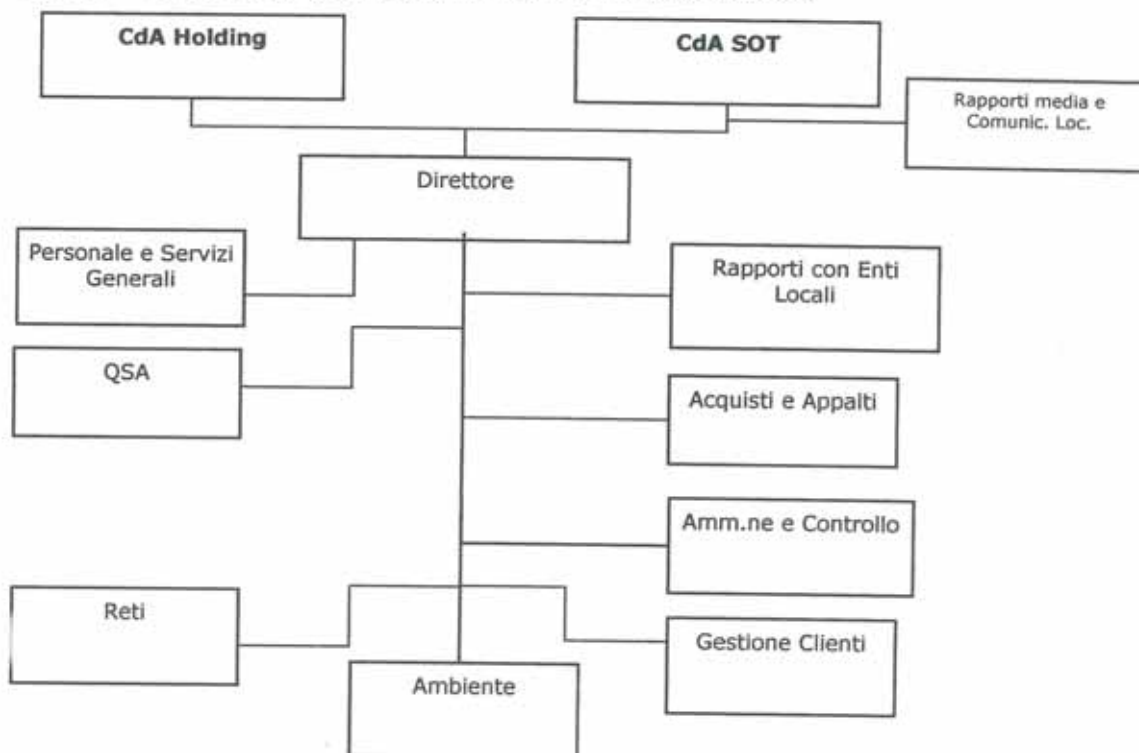 CdA Holding
CdA SOT
Rapporti media e
Comunic. Loc.
Direttore
Personale e Servizi
Generali
Rapporti con Enti
Locali
QSA
Acquisti e Appalti
Amm.ne e Controllo
Reti
Gestione Clienti
Ambiente